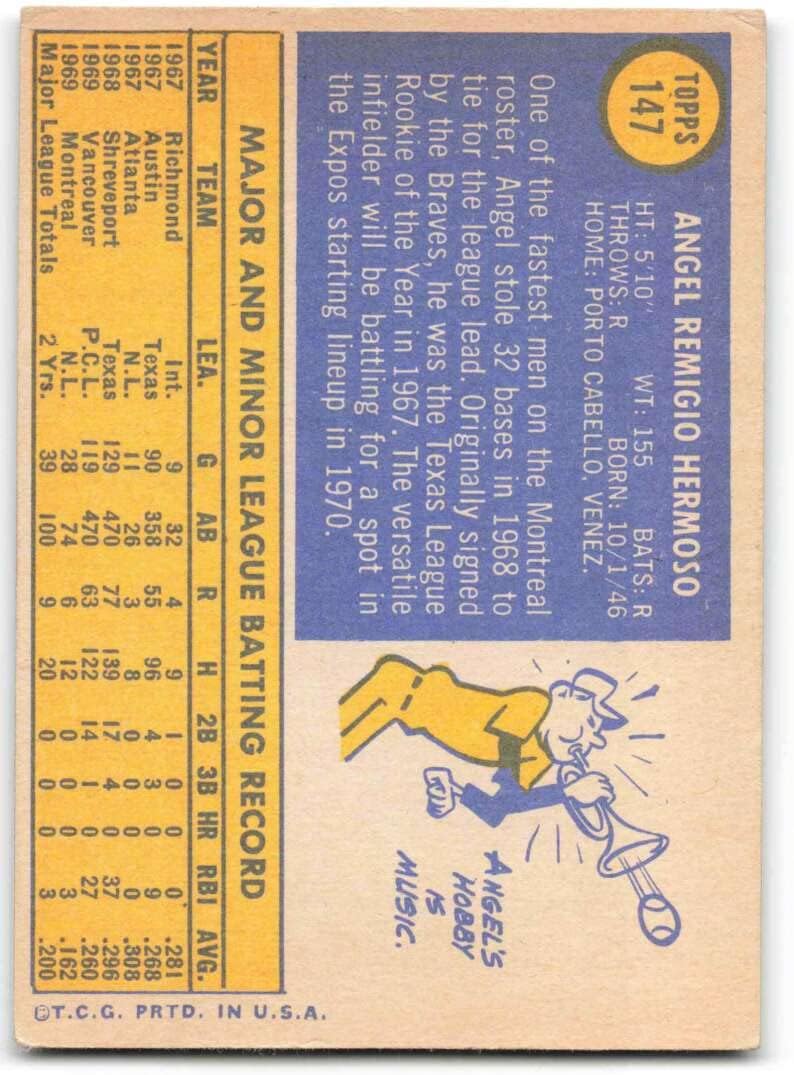 TOPPS
147
ANGEL REMIGIO HERMOSO
HT: 5'10" WT: 155 BATS: R
THROWS: R BORN: 10/1/46
HOME: PORTO CABELLO, VENEZ.
One of the fastest men on the Montreal
roster, Angel stole 32 bases in 1968 to
tie for the league lead. Originally signed
by the Braves, he was the Texas League
Rookie of the Year in 1967. The versatile
infielder will be battling for a spot in
the Expos starting lineup in 1970.
ANGEL'S
HOBBY
IS
MUSIC.
MAJOR AND MINOR LEAGUE BATTING RECORD
YEAR TEAM LEA. G AB R H 2B 3B HR RBI AVG.
1967 Richmond Int. 9 32 4 9 1 0 0 0 .281
1967 Austin Texas 90 358 55 96 4 3 0 9 .268
1967 Atlanta N.L. 11 26 3 8 0 0 0 0 .308
1968 Shreveport Texas 129 470 77 139 17 4 0 37 .296
1969 Vancouver P.C.L. 119 470 63 122 14 1 0 27 .260
1969 Montreal N.L. 28 74 6 12 0 0 0 3 .162
Major League Totals 2 Yrs. 39 100 9 20 0 0 0 3 .200
©T.C.G. PRTD. IN U.S.A.